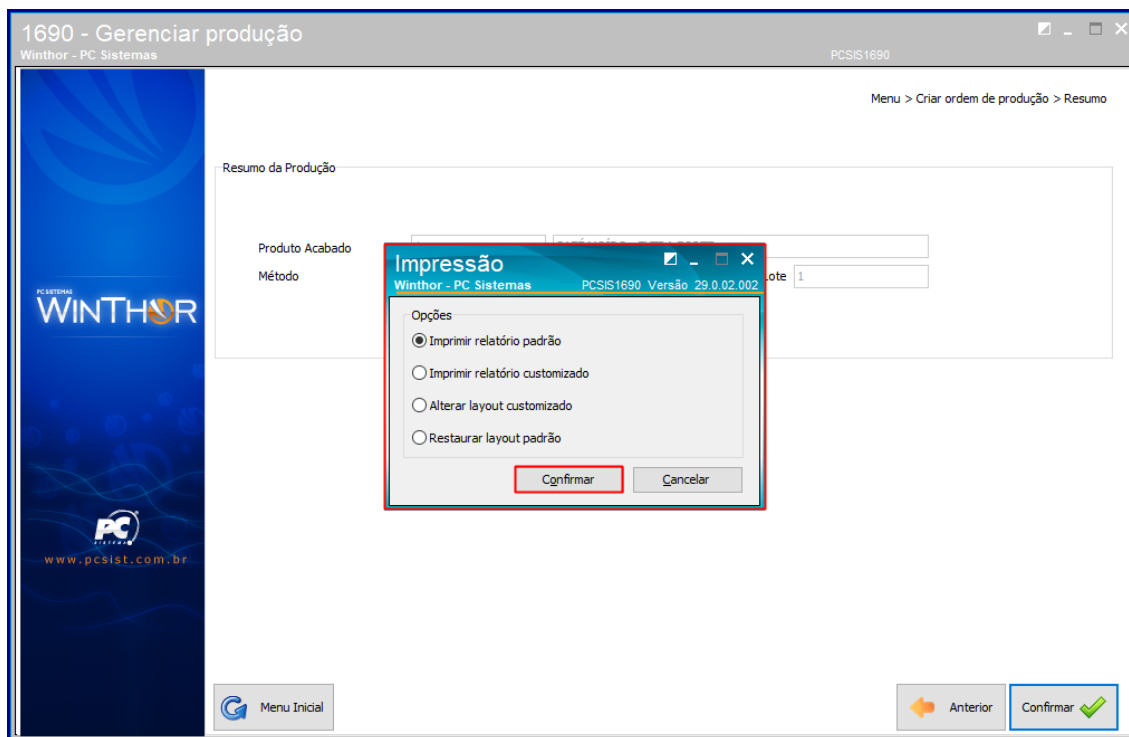 1690 - Gerenciar produção
Winthor - PC Sistemas
PCSIS1690
Menu > Criar ordem de produção > Resumo
Resumo da Produção
Produto Acabado
Método
Lote 1
Impressão
Winthor - PC Sistemas
PCSIS1690 Versão 29.0.02.002
Opções
Imprimir relatório padrão
Imprimir relatório customizado
Alterar layout customizado
Restaurar layout padrão
Confirmar
Cancelar
PC SISTEMAS
WINTHOR
PC
SISTEMAS
www.pcsist.com.br
Menu Inicial
Anterior
Confirmar